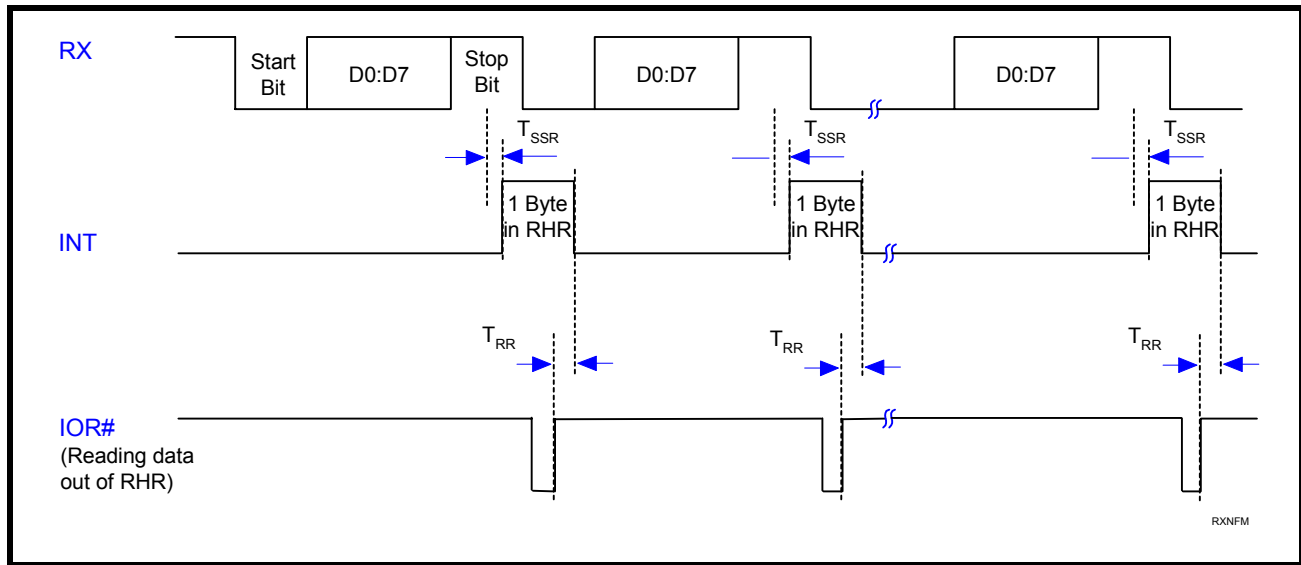 RX
Start
Bit
D0:D7
Stop
Bit
D0:D7
D0:D7
TSSR
TSSR
TSSR
INT
1 Byte
in RHR
1 Byte
in RHR
1 Byte
in RHR
TRR
TRR
TRR
IOR#
(Reading data
out of RHR)
RXNFM